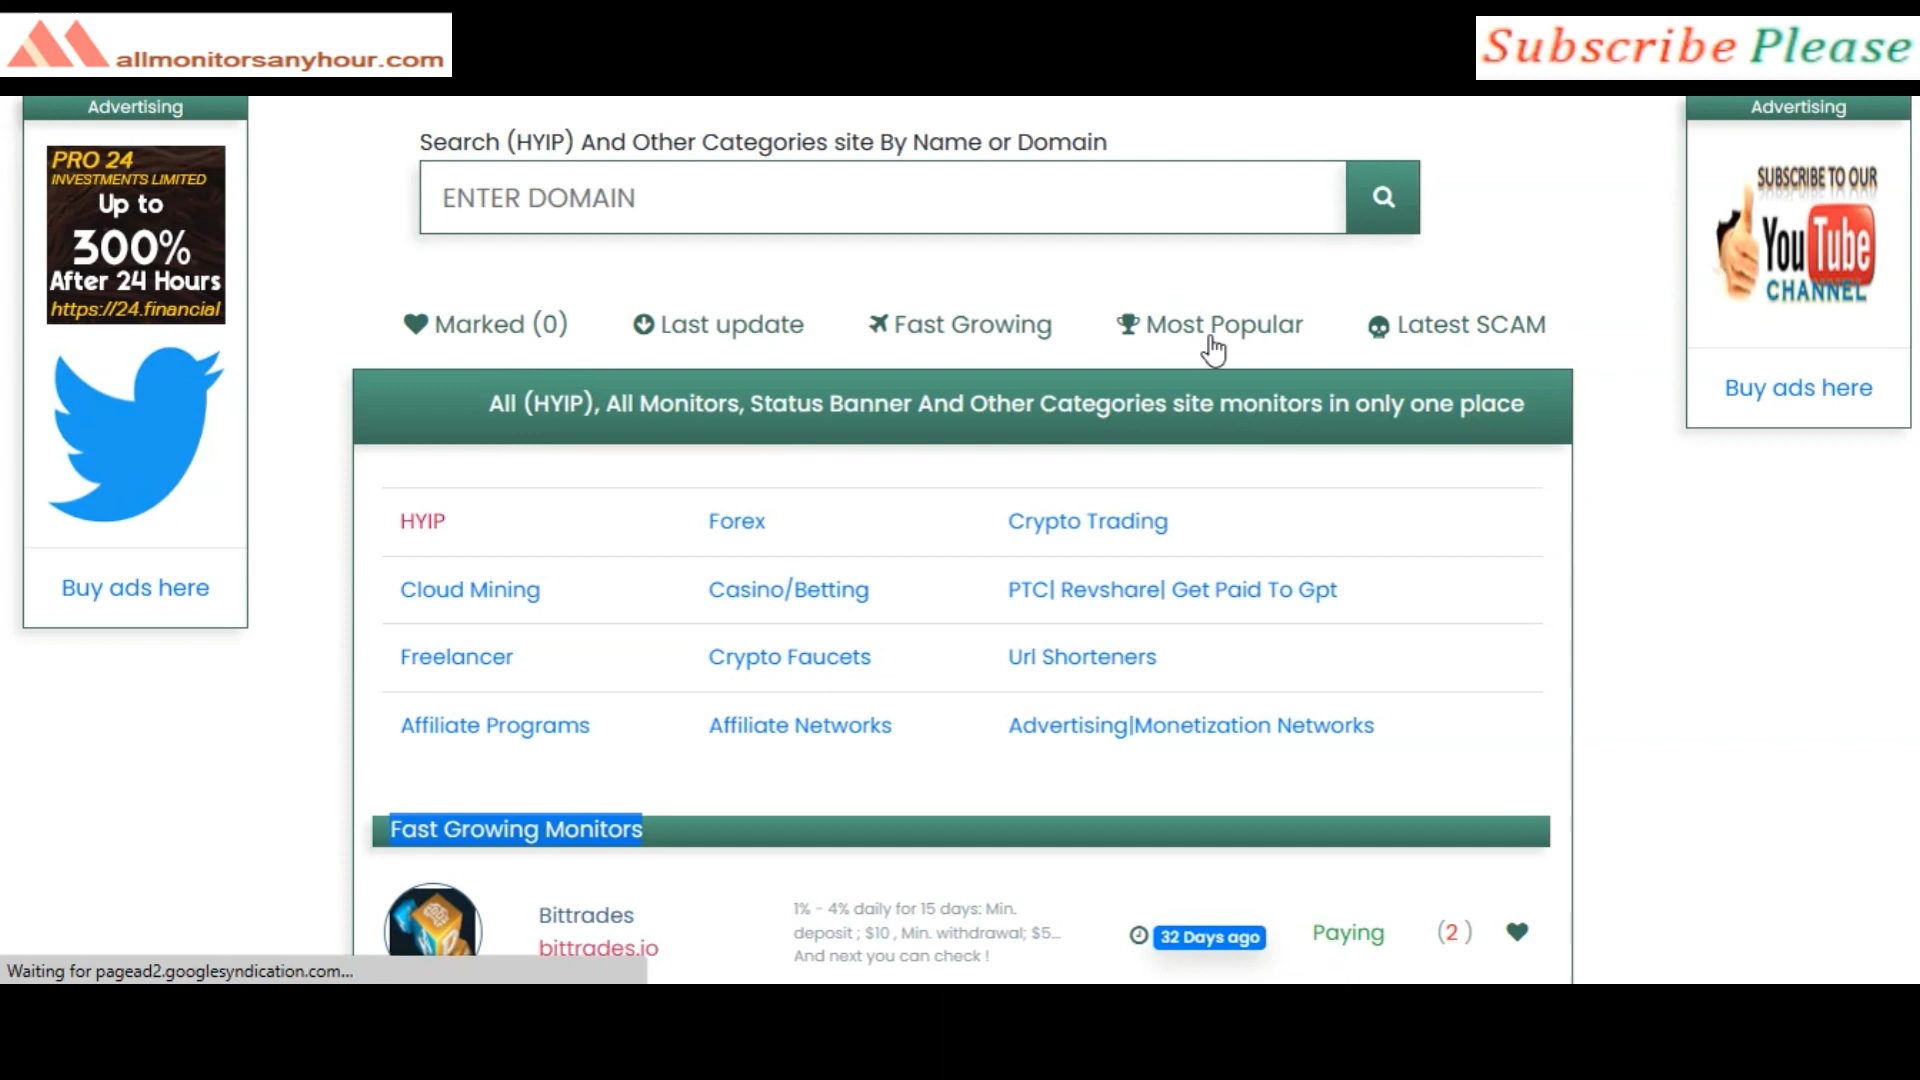 allmonitorsanyhour.com
Subscribe Please
Advertising
PRO 24
INVESTMENTS LIMITED
Up to
300%
After 24 Hours
https://24.financial
Buy ads here
Search (HYIP) And Other Categories site By Name or Domain
ENTER DOMAIN
Marked (0) Last update Fast Growing Most Popular Latest SCAM
All (HYIP), All Monitors, Status Banner And Other Categories site monitors in only one place
HYIP Forex Crypto Trading
Cloud Mining Casino/Betting PTC| Revshare| Get Paid To Gpt
Freelancer Crypto Faucets Url Shorteners
Affiliate Programs Affiliate Networks Advertising|Monetization Networks
Fast Growing Monitors
Bittrades
bittrades.io
1% - 4% daily for 15 days: Min.
deposit ; $10 , Min. withdrawal; $5...
And next you can check !
32 Days ago
Paying
(2 )
Advertising
SUBSCRIBE TO OUR
YouTube
CHANNEL
Buy ads here
Waiting for pagead2.googlesyndication.com...